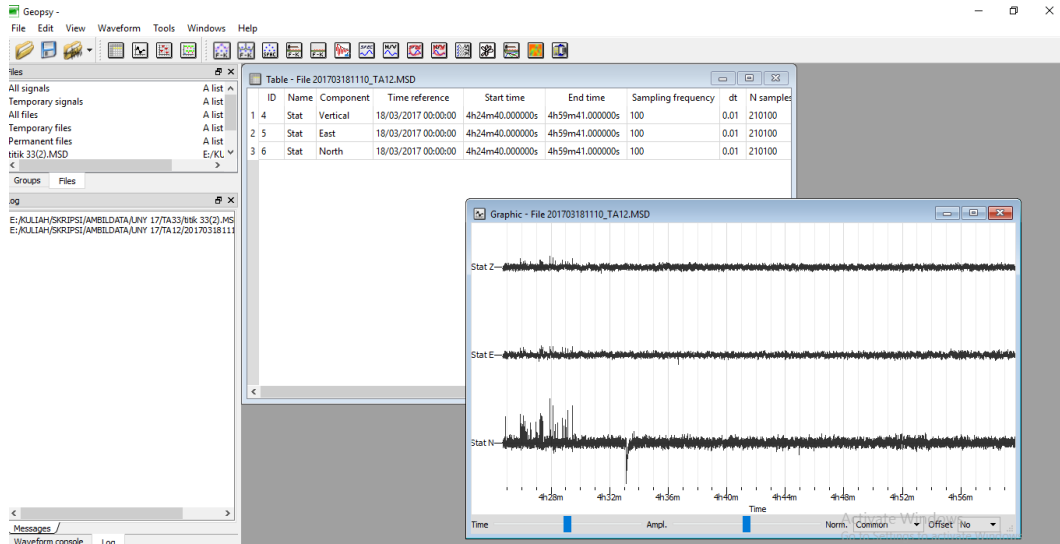 Geopsy -
File Edit View Waveform Tools Windows Help
Files
All signals A list
Temporary signals A list
All files A list
Temporary files A list
Permanent files A list
titik 33(2).MSD E:/KL
Groups Files
E:/KULIAH/SKRIPSI/AMBILDATA/UNY 17/TA33/titik 33(2).MS
E:/KULIAH/SKRIPSI/AMBILDATA/UNY 17/TA12/20170318111
Messages
Waveform console Log
Table - File 201703181110_TA12.MSD
ID Name Component Time reference Start time End time Sampling frequency dt N samples
1 4 Stat Vertical 18/03/2017 00:00:00 4h24m40.000000s 4h59m41.000000s 100 0.01 210100
2 5 Stat East 18/03/2017 00:00:00 4h24m40.000000s 4h59m41.000000s 100 0.01 210100
3 6 Stat North 18/03/2017 00:00:00 4h24m40.000000s 4h59m41.000000s 100 0.01 210100
Graphic - File 201703181110_TA12.MSD
Stat Z
Stat E
Stat N
4h28m 4h32m 4h36m 4h40m 4h44m 4h48m 4h52m 4h56m
Time
Time Ampl. Norm. Common Offset No
Activate Windows
Go to Settings to activate Windows.